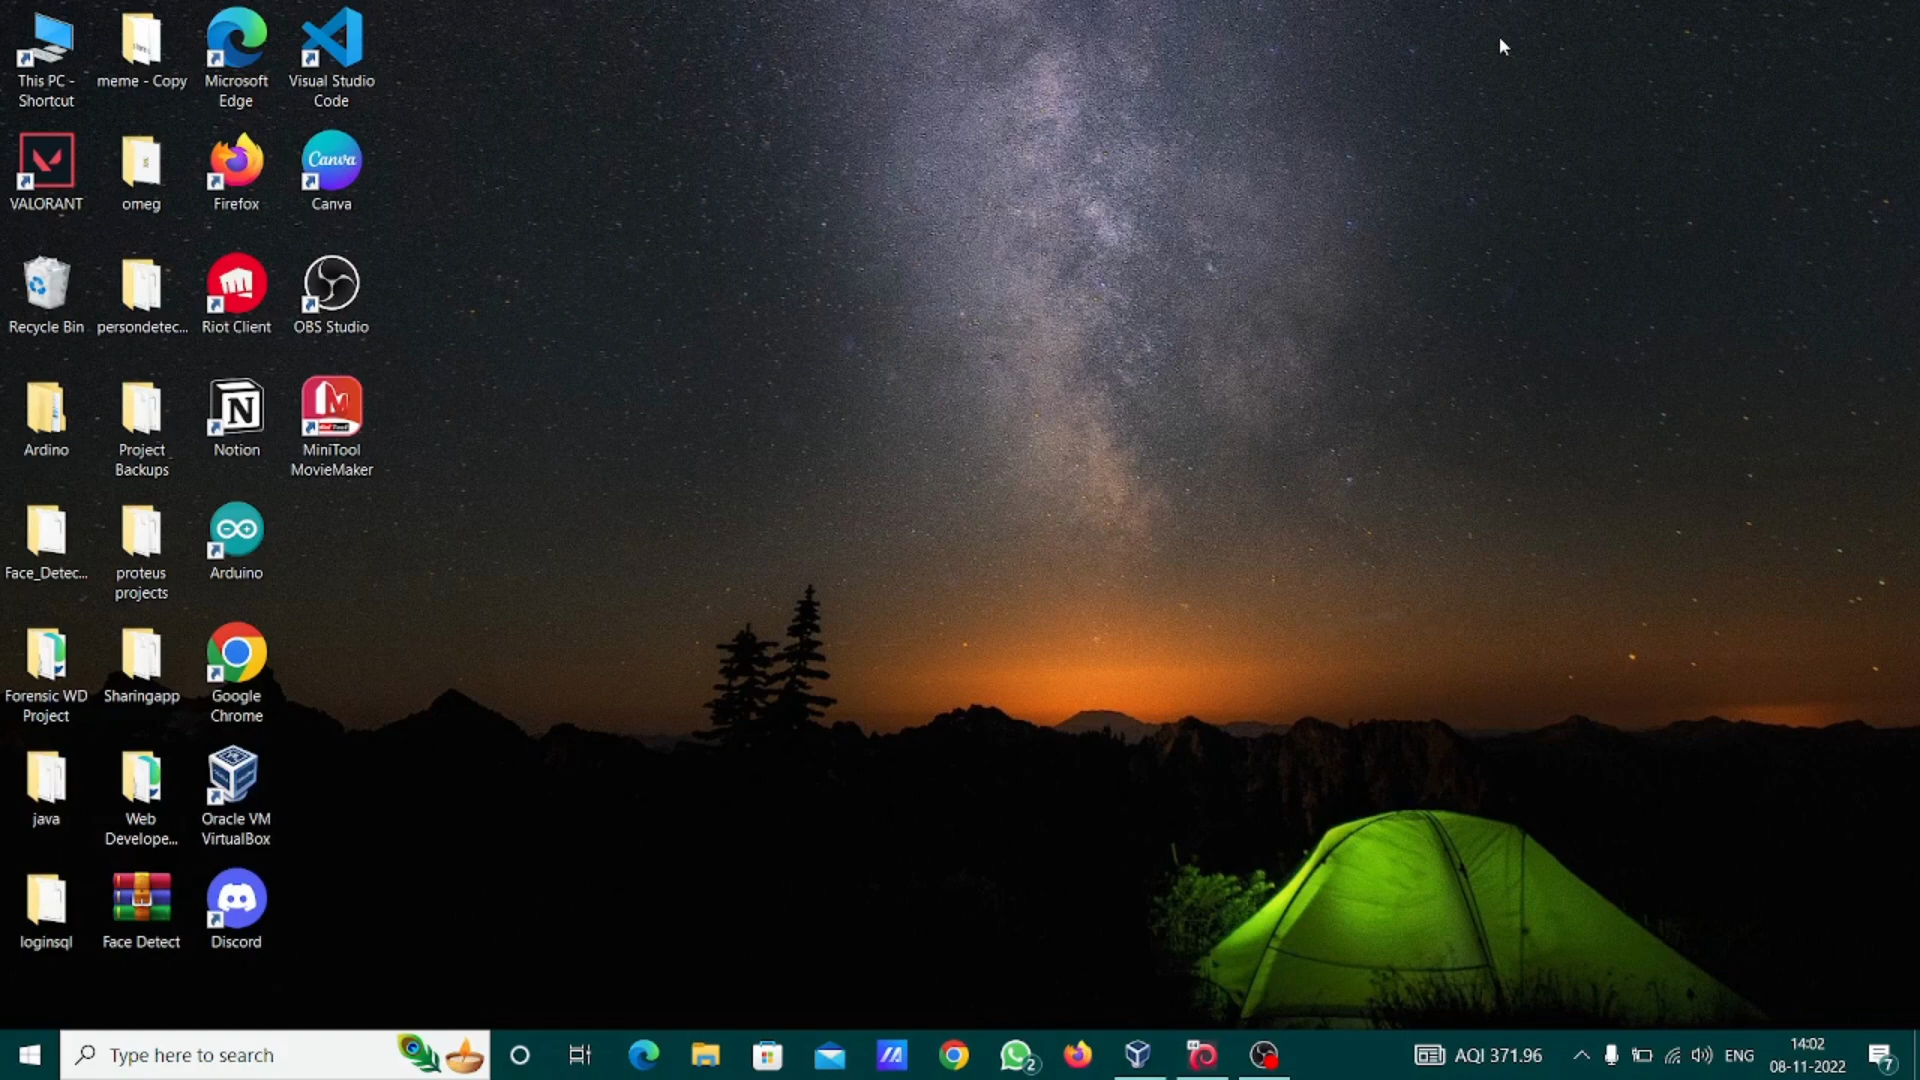 This PC -
Shortcut
meme - Copy
Microsoft
Edge
Visual Studio
Code
VALORANT
omeg
Firefox
Canva
Canva
Recycle Bin
persondetec...
Riot Client
OBS Studio
Ardino
Project
Backups
Notion
MiniTool
MovieMaker
Face_Detec...
proteus
projects
Arduino
Forensic WD
Project
Sharingapp
Google
Chrome
java
Web
Develope...
Oracle VM
VirtualBox
loginsql
Face Detect
Discord
Type here to search
2
AQI 371.96
ENG
14:02
08-11-2022
7